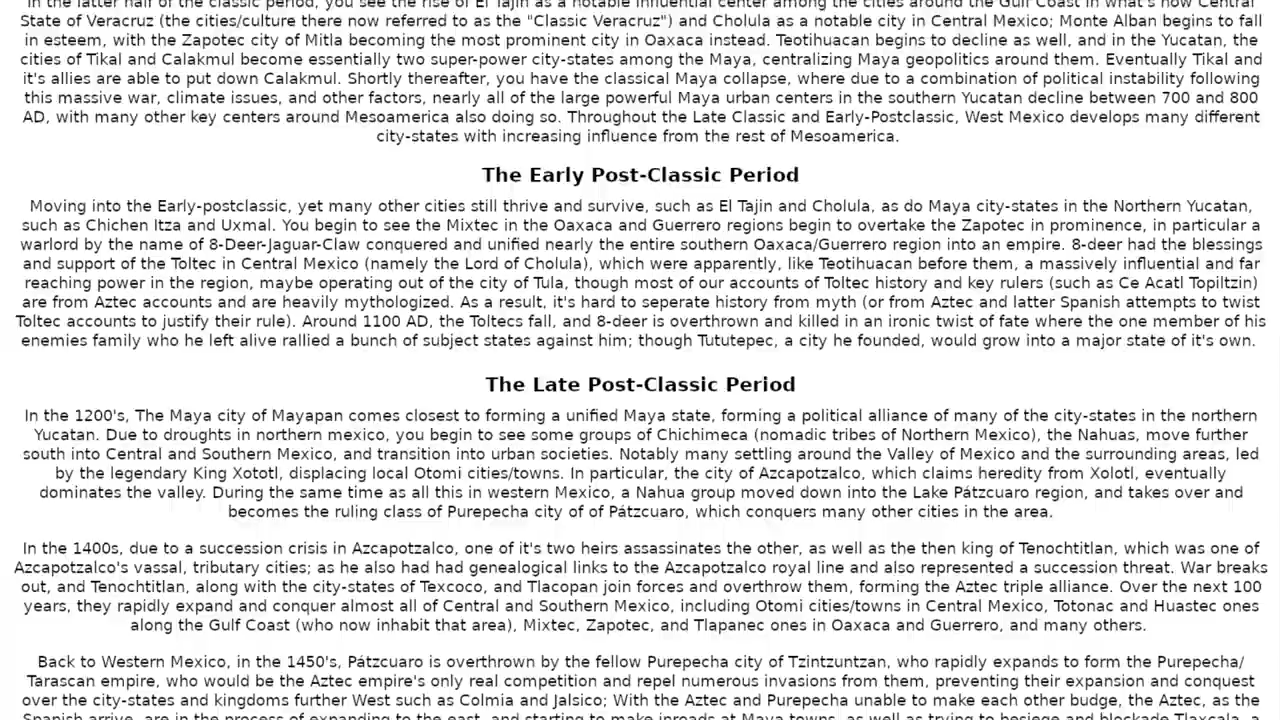 In the latter half of the classic period, you see the rise of El Tajin as a notable influential center among the cities around the Gulf Coast in what's now Central
State of Veracruz (the cities/culture there now referred to as the "Classic Veracruz") and Cholula as a notable city in Central Mexico; Monte Alban begins to fall
in esteem, with the Zapotec city of Mitla becoming the most prominent city in Oaxaca instead. Teotihuacan begins to decline as well, and in the Yucatan, the
cities of Tikal and Calakmul become essentially two super-power city-states among the Maya, centralizing Maya geopolitics around them. Eventually Tikal and
it's allies are able to put down Calakmul. Shortly thereafter, you have the classical Maya collapse, where due to a combination of political instability following
this massive war, climate issues, and other factors, nearly all of the large powerful Maya urban centers in the southern Yucatan decline between 700 and 800
AD, with many other key centers around Mesoamerica also doing so. Throughout the Late Classic and Early-Postclassic, West Mexico develops many different
city-states with increasing influence from the rest of Mesoamerica.
The Early Post-Classic Period
Moving into the Early-postclassic, yet many other cities still thrive and survive, such as El Tajin and Cholula, as do Maya city-states in the Northern Yucatan,
such as Chichen Itza and Uxmal. You begin to see the Mixtec in the Oaxaca and Guerrero regions begin to overtake the Zapotec in prominence, in particular a
warlord by the name of 8-Deer-Jaguar-Claw conquered and unified nearly the entire southern Oaxaca/Guerrero region into an empire. 8-deer had the blessings
and support of the Toltec in Central Mexico (namely the Lord of Cholula), which were apparently, like Teotihuacan before them, a massively influential and far
reaching power in the region, maybe operating out of the city of Tula, though most of our accounts of Toltec history and key rulers (such as Ce Acatl Topiltzin)
are from Aztec accounts and are heavily mythologized. As a result, it's hard to seperate history from myth (or from Aztec and latter Spanish attempts to twist
Toltec accounts to justify their rule). Around 1100 AD, the Toltecs fall, and 8-deer is overthrown and killed in an ironic twist of fate where the one member of his
enemies family who he left alive rallied a bunch of subject states against him; though Tututepec, a city he founded, would grow into a major state of it's own.
The Late Post-Classic Period
In the 1200's, The Maya city of Mayapan comes closest to forming a unified Maya state, forming a political alliance of many of the city-states in the northern
Yucatan. Due to droughts in northern mexico, you begin to see some groups of Chichimeca (nomadic tribes of Northern Mexico), the Nahuas, move further
south into Central and Southern Mexico, and transition into urban societies. Notably many settling around the Valley of Mexico and the surrounding areas, led
by the legendary King Xototl, displacing local Otomi cities/towns. In particular, the city of Azcapotzalco, which claims heredity from Xolotl, eventually
dominates the valley. During the same time as all this in western Mexico, a Nahua group moved down into the Lake Pátzcuaro region, and takes over and
becomes the ruling class of Purepecha city of of Pátzcuaro, which conquers many other cities in the area.
In the 1400s, due to a succession crisis in Azcapotzalco, one of it's two heirs assassinates the other, as well as the then king of Tenochtitlan, which was one of
Azcapotzalco's vassal, tributary cities; as he also had had genealogical links to the Azcapotzalco royal line and also represented a succession threat. War breaks
out, and Tenochtitlan, along with the city-states of Texcoco, and Tlacopan join forces and overthrow them, forming the Aztec triple alliance. Over the next 100
years, they rapidly expand and conquer almost all of Central and Southern Mexico, including Otomi cities/towns in Central Mexico, Totonac and Huastec ones
along the Gulf Coast (who now inhabit that area), Mixtec, Zapotec, and Tlapanec ones in Oaxaca and Guerrero, and many others.
Back to Western Mexico, in the 1450's, Pátzcuaro is overthrown by the fellow Purepecha city of Tzintzuntzan, who rapidly expands to form the Purepecha/
Tarascan empire, who would be the Aztec empire's only real competition and repel numerous invasions from them, preventing their expansion and conquest
over the city-states and kingdoms further West such as Colmia and Jalsico; With the Aztec and Purepecha unable to make each other budge, the Aztec, as the
Spanish arrive, are in the process of expanding to the east, and starting to make inroads at Maya towns, as well as trying to besiege and blockade Tlaxcala, a